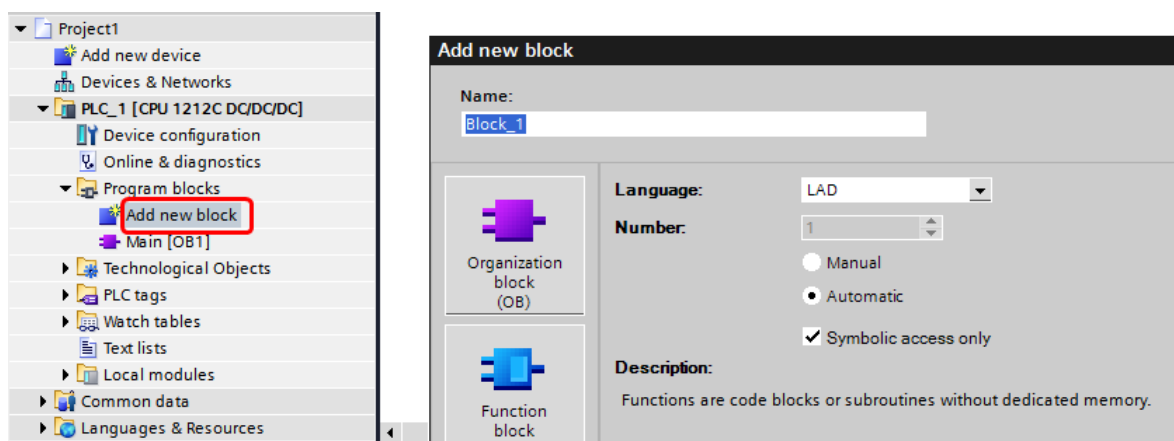 Project1
Add new device
Devices & Networks
PLC_1 [CPU 1212C DC/DC/DC]
Device configuration
Online & diagnostics
Program blocks
Add new block
Main [OB1]
Technological Objects
PLC tags
Watch tables
Text lists
Local modules
Common data
Languages & Resources
Add new block
Name:
Block_1
Organization
block
(OB)
Function
block
Language:
LAD
Number:
1
Manual
Automatic
Symbolic access only
Description:
Functions are code blocks or subroutines without dedicated memory.